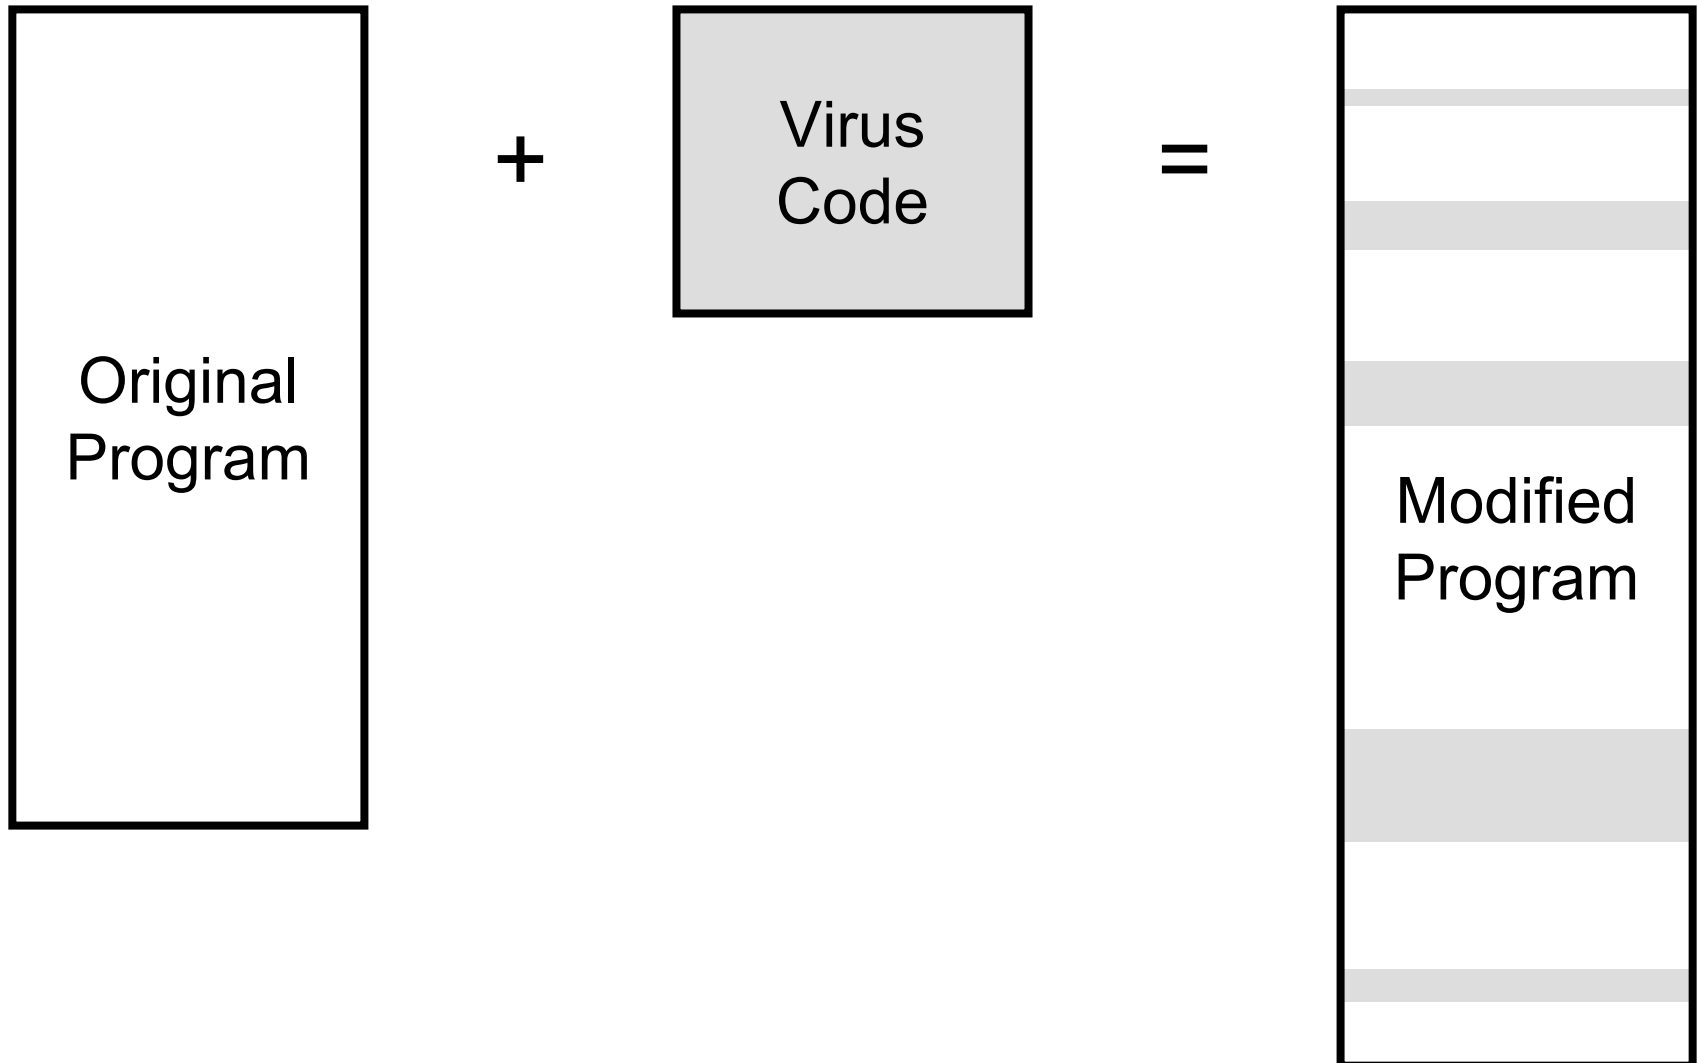 Original
Program
+
Virus
Code
=
Modified
Program